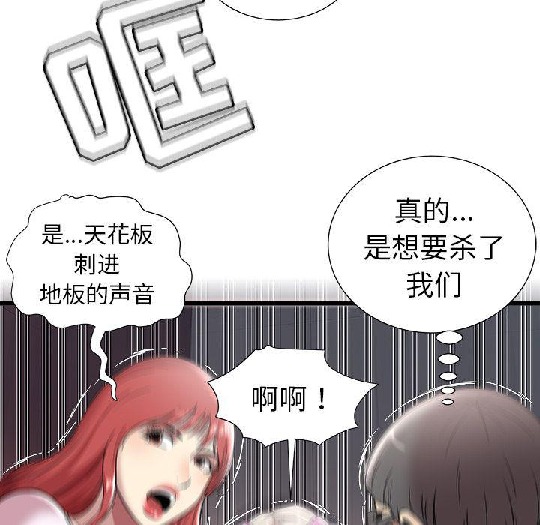 哐
真的...
是想要杀了
我们
是...天花板
刺进
地板的声音
啊啊！